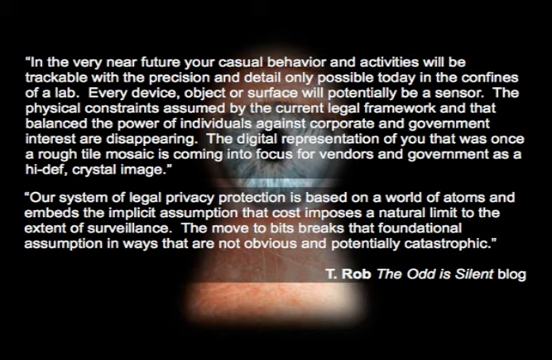 “In the very near future your casual behavior and activities will be
trackable with the precision and detail only possible today in the confines
of a lab.  Every device, object or surface will potentially be a sensor.  The
physical constraints assumed by the current legal framework and that
balanced the power of individuals against corporate and government
interest are disappearing.  The digital representation of you that was once
a rough tile mosaic is coming into focus for vendors and government as a
hi-def, crystal image.”
“Our system of legal privacy protection is based on a world of atoms and
embeds the implicit assumption that cost imposes a natural limit to the
extent of surveillance.  The move to bits breaks that foundational
assumption in ways that are not obvious and potentially catastrophic.”
T. Rob The Odd is Silent blog